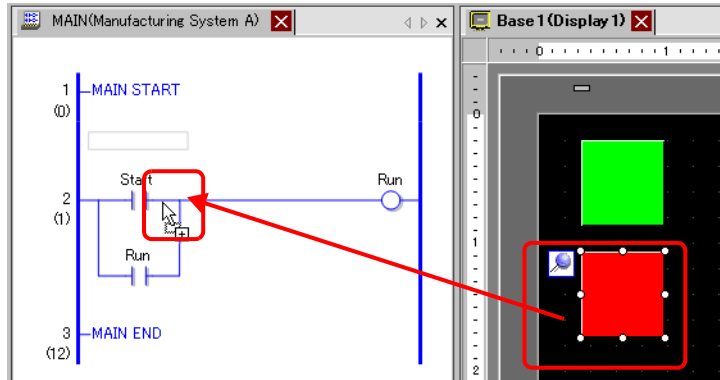 MAIN(Manufacturing System A)
Base 1 (Display 1)
0 1
1 MAIN START
(0)
0
Start Run
2
(1)
1
Run
3 MAIN END
(12)
2